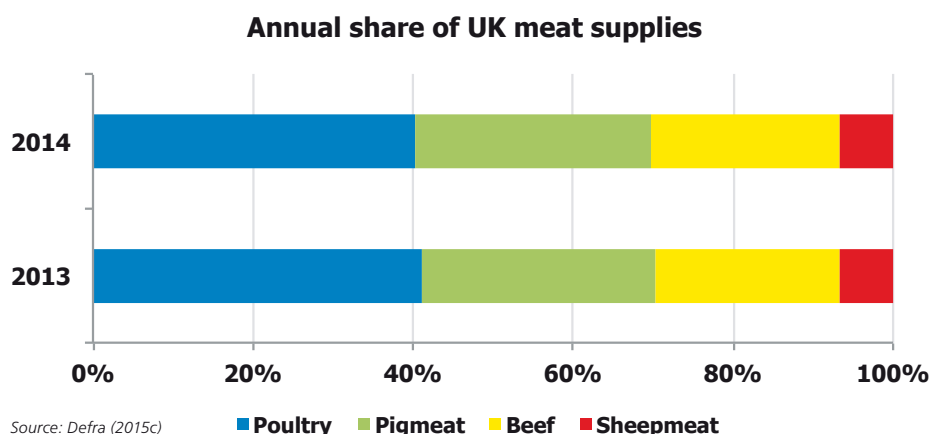 Annual share of UK meat supplies
2014
2013
0% 20% 40% 60% 80% 100%
Source: Defra (2015c) Poultry Pigmeat Beef Sheepmeat